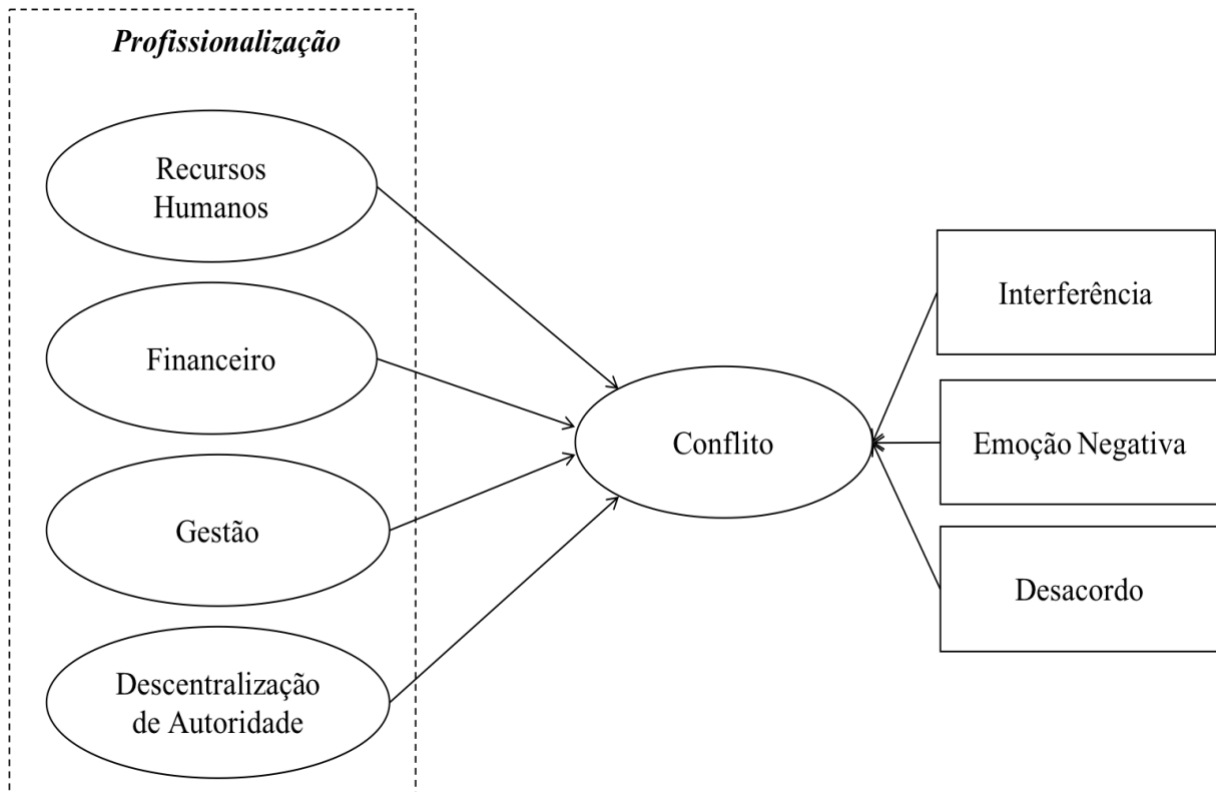 Profissionalização
Recursos
Humanos
Financeiro
Gestão
Descentralização
de Autoridade
Conflito
Interferência
Emoção Negativa
Desacordo